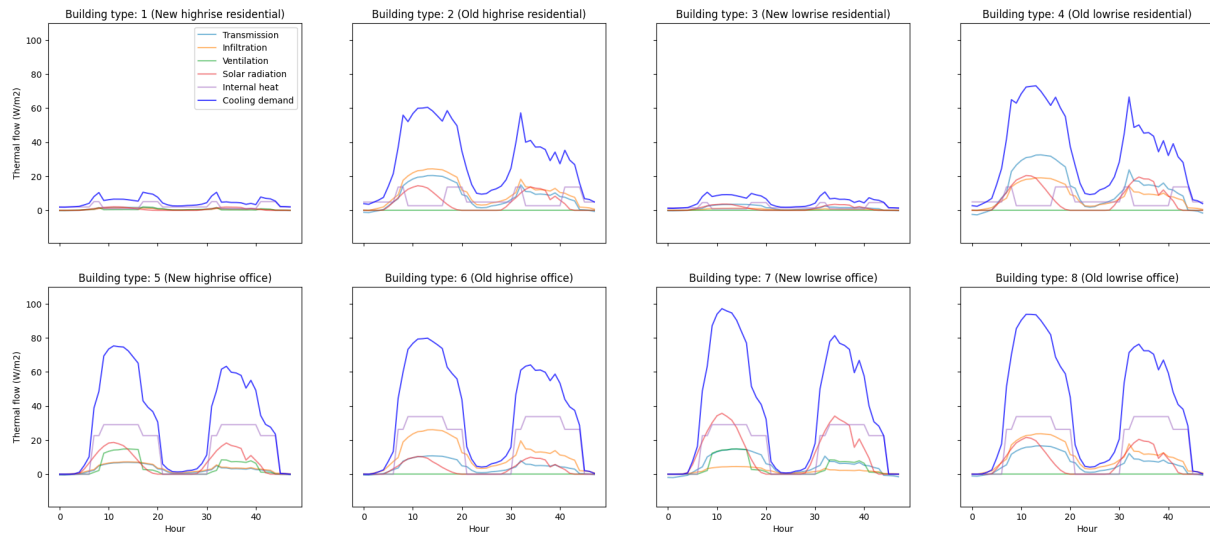 Building type: 1 (New highrise residential)
Building type: 2 (Old highrise residential)
Building type: 3 (New lowrise residential)
Building type: 4 (Old lowrise residential)
100
80
60
40
20
0
Thermal flow (W/m2)
Transmission
Infiltration
Ventilation
Solar radiation
Internal heat
Cooling demand
Building type: 5 (New highrise office)
Building type: 6 (Old highrise office)
Building type: 7 (New lowrise office)
Building type: 8 (Old lowrise office)
100
80
60
40
20
0
Thermal flow (W/m2)
0 10 20 30 40
Hour
0 10 20 30 40
Hour
0 10 20 30 40
Hour
0 10 20 30 40
Hour